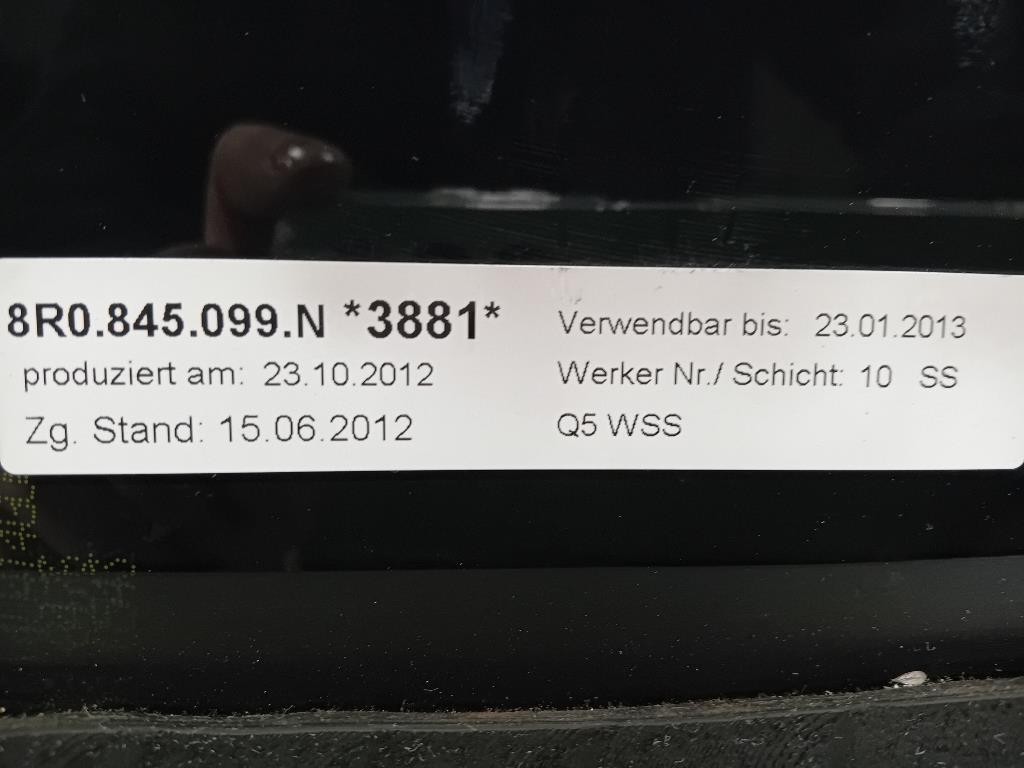 8R0.845.099.N *3881*
produziert am: 23.10.2012
Zg. Stand: 15.06.2012
Verwendbar bis: 23.01.2013
Werker Nr./ Schicht: 10 SS
Q5 WSS